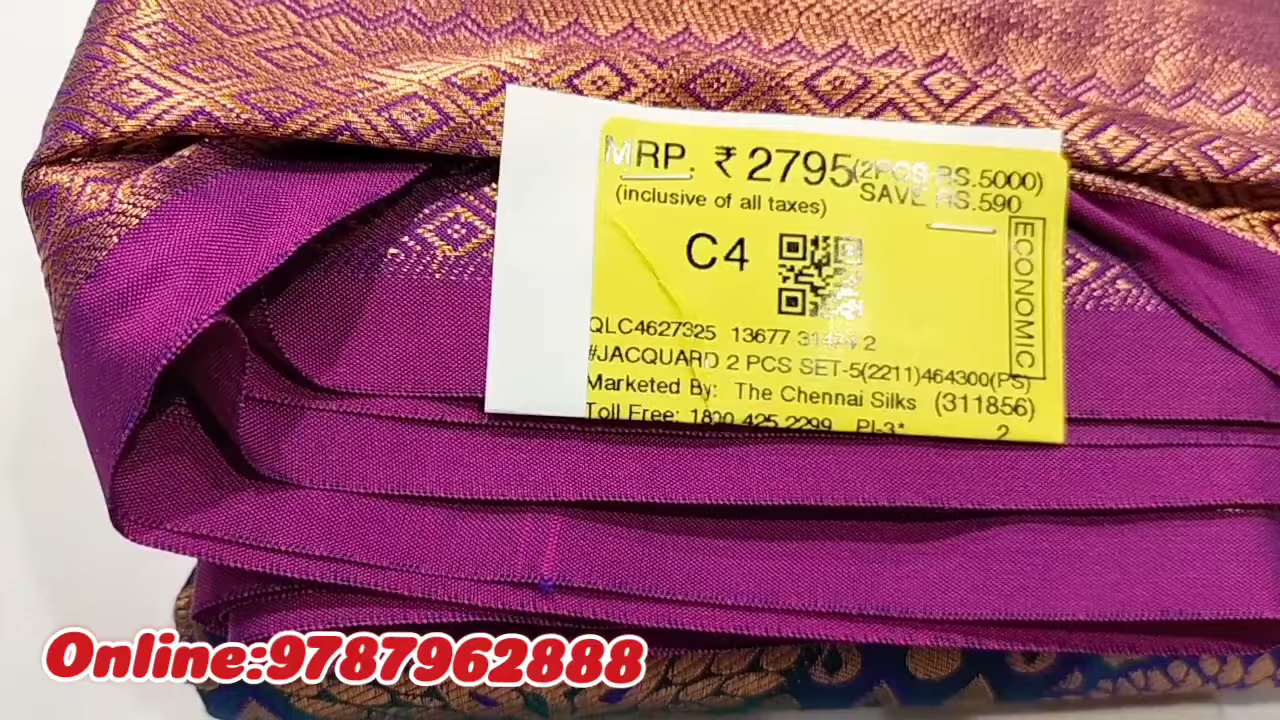 MRP. ₹ 2795 (2PCS RS.5000)
(inclusive of all taxes) SAVE RS.590
C4
ECONOMIC
QLC4627325 13677 2
#JACQUARD 2 PCS SET-5(2211)464300(PS)
Marketed By: The Chennai Silks (311856)
Toll Free: 1800 425 2299 PI-3* 2
Online:9787962888